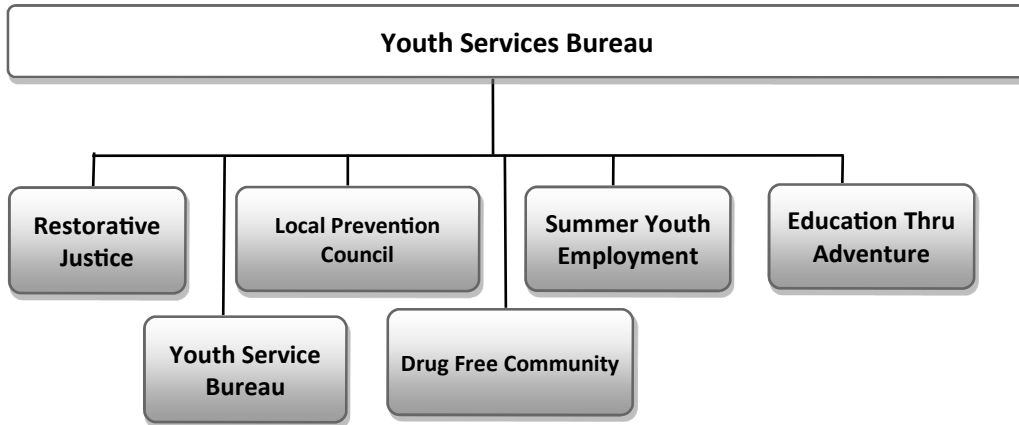 Youth Services Bureau
Restorative
Justice
Local Prevention
Council
Summer Youth
Employment
Education Thru
Adventure
Youth Service
Bureau
Drug Free Community